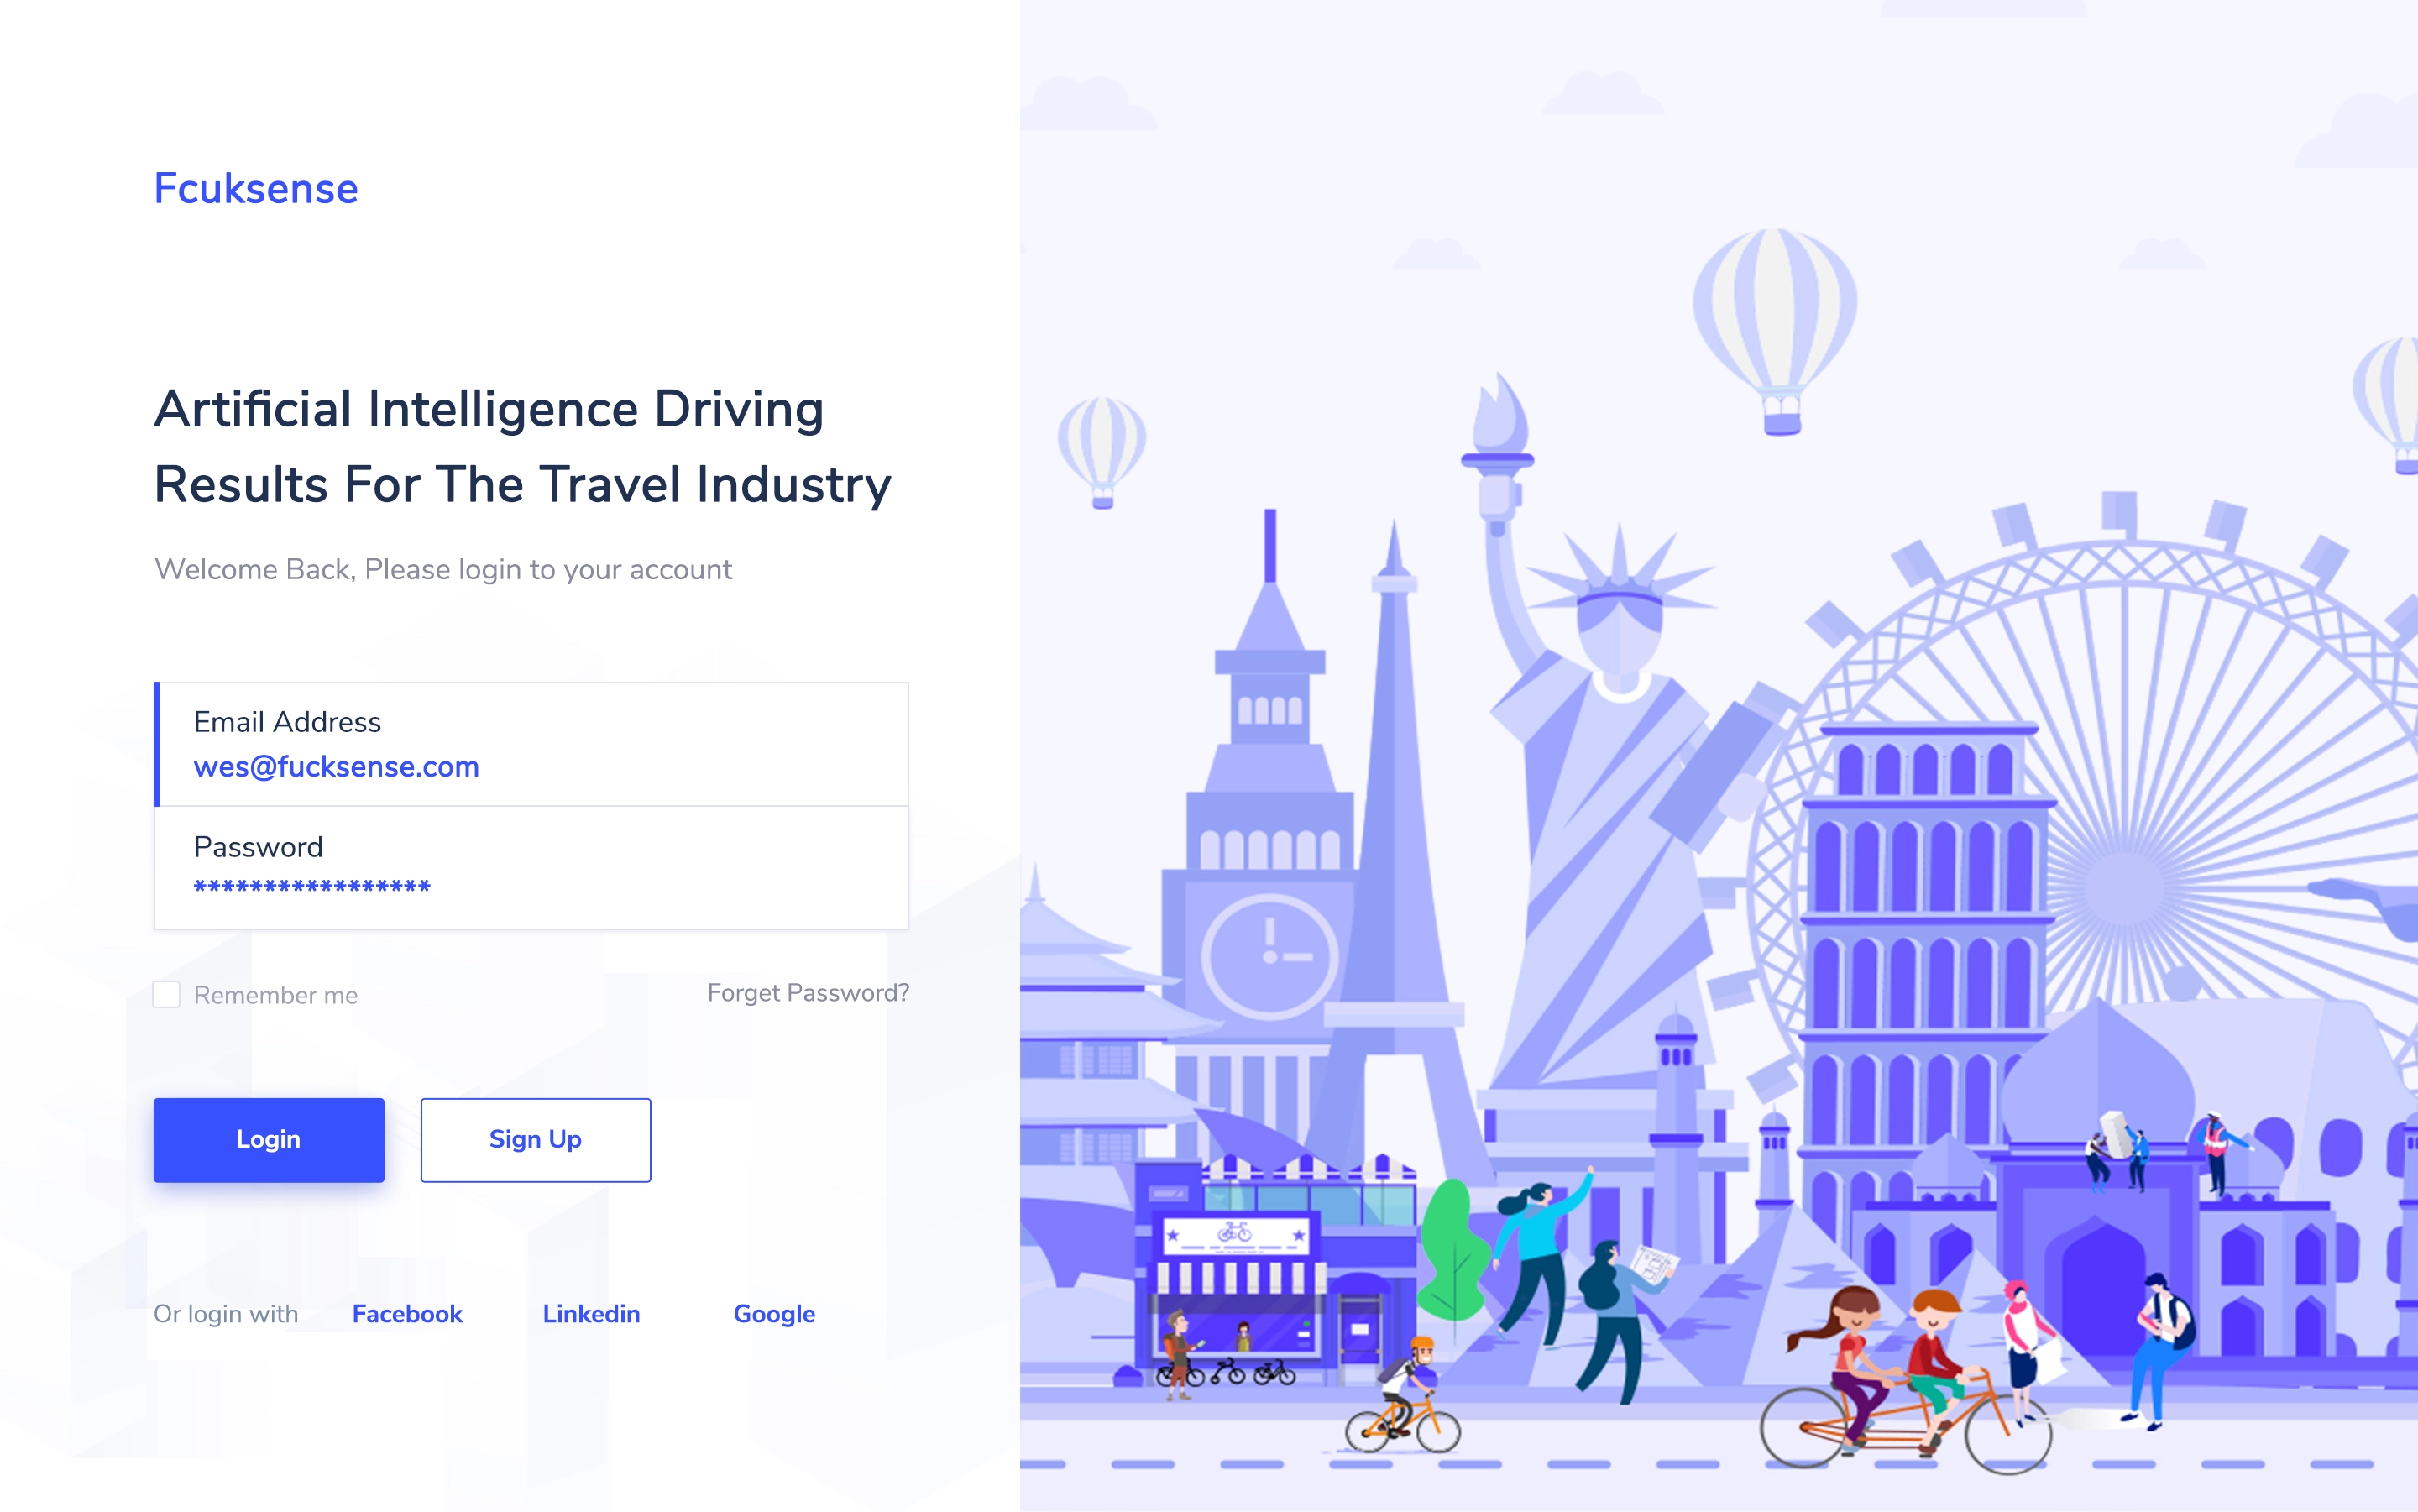 Fcuksense
Artificial Intelligence Driving
Results For The Travel Industry
Welcome Back, Please login to your account
Email Address
wes@fucksense.com
Password
*****************
Remember me
Forget Password?
Login
Sign Up
Or login with
Facebook
Linkedin
Google